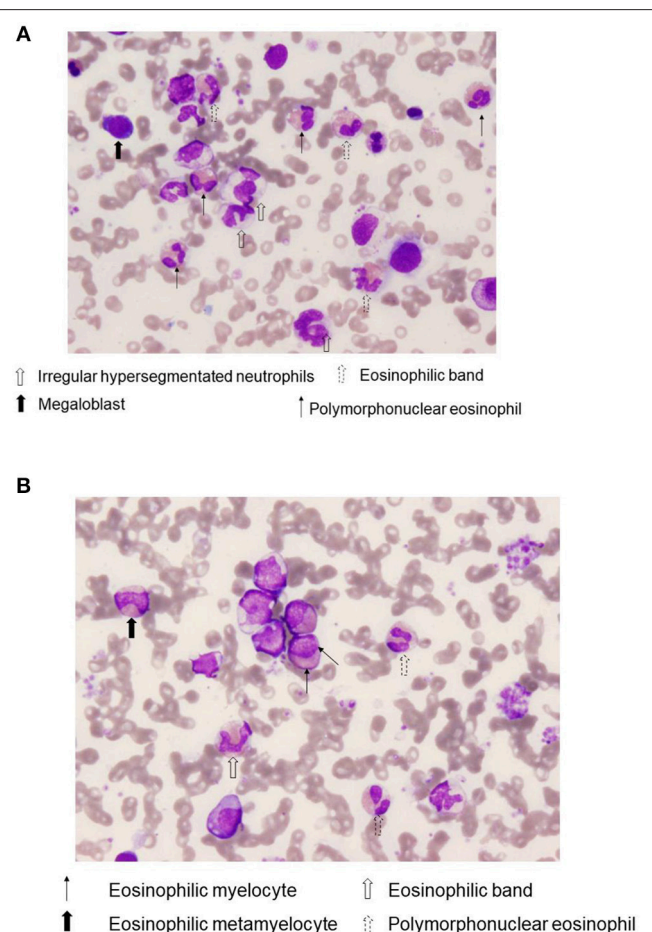 A
Irregular hypersegmentated neutrophils
Eosinophilic band
Megaloblast
Polymorphonuclear eosinophil
B
Eosinophilic myelocyte
Eosinophilic band
Eosinophilic metamyelocyte
Polymorphonuclear eosinophil